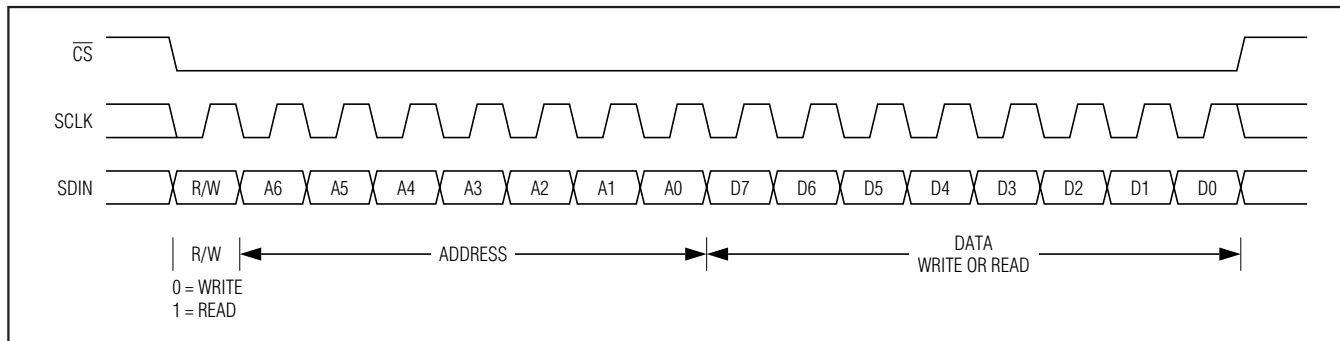 CS
SCLK
SDIN R/W A6 A5 A4 A3 A2 A1 A0 D7 D6 D5 D4 D3 D2 D1 D0
R/W ADDRESS DATA
WRITE OR READ
0 = WRITE
1 = READ